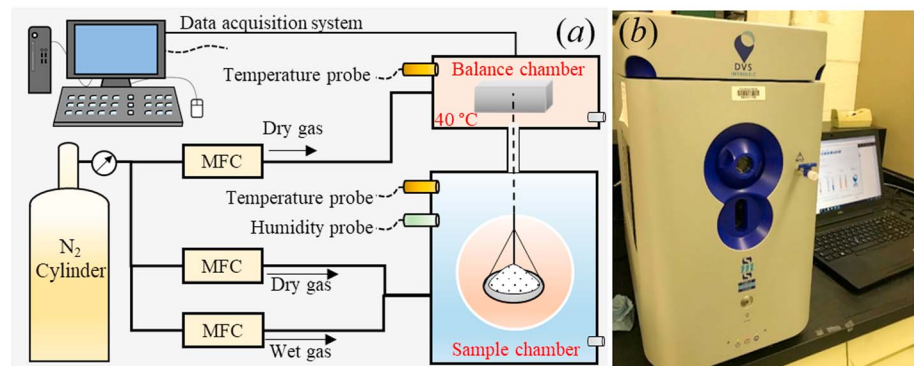 Data acquisition system
(a)
Temperature probe
Balance chamber
40 °C
Dry gas
MFC
Temperature probe
Humidity probe
N2
Cylinder
MFC
Dry gas
MFC
Wet gas
Sample chamber
(b)
DVS